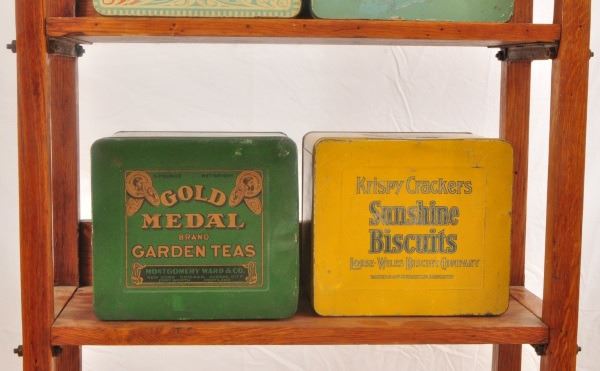 GOLD
MEDAL
BRAND
GARDEN TEAS
MONTGOMERY WARD & CO.
Krispy Crackers
Sunshine
Biscuits
LOOSE-WILES BISCUIT COMPANY